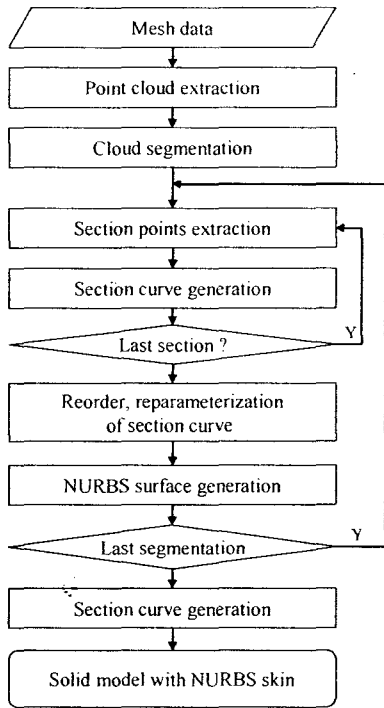 Mesh data
Point cloud extraction
Cloud segmentation
Section points extraction
Section curve generation
Y
Last section ?
Reorder, reparameterization
of section curve
NURBS surface generation
Y
Last segmentation
Section curve generation
Solid model with NURBS skin